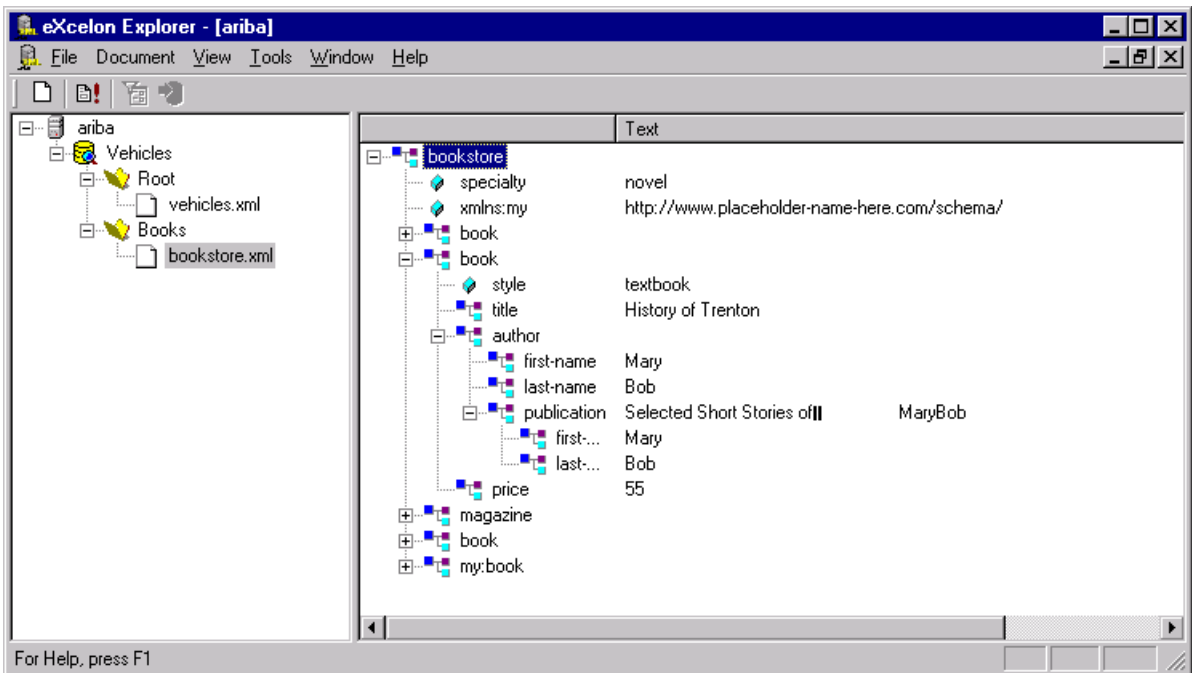 eXcelon Explorer - [ariba]
File Document View Tools Window Help
ariba
Vehicles
Root
vehicles.xml
Books
bookstore.xml
Text
bookstore
specialty novel
xmlns:my http://www.placeholder-name-here.com/schema/
book
book
style textbook
title History of Trenton
author
first-name Mary
last-name Bob
publication Selected Short Stories of|| MaryBob
first-... Mary
last-... Bob
price 55
magazine
book
my:book
For Help, press F1